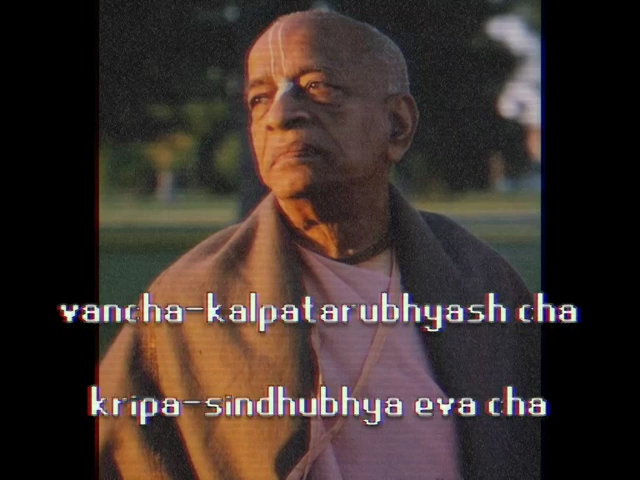 vancha-kalpatarubhyash cha
kripa-sindhubhya eva cha